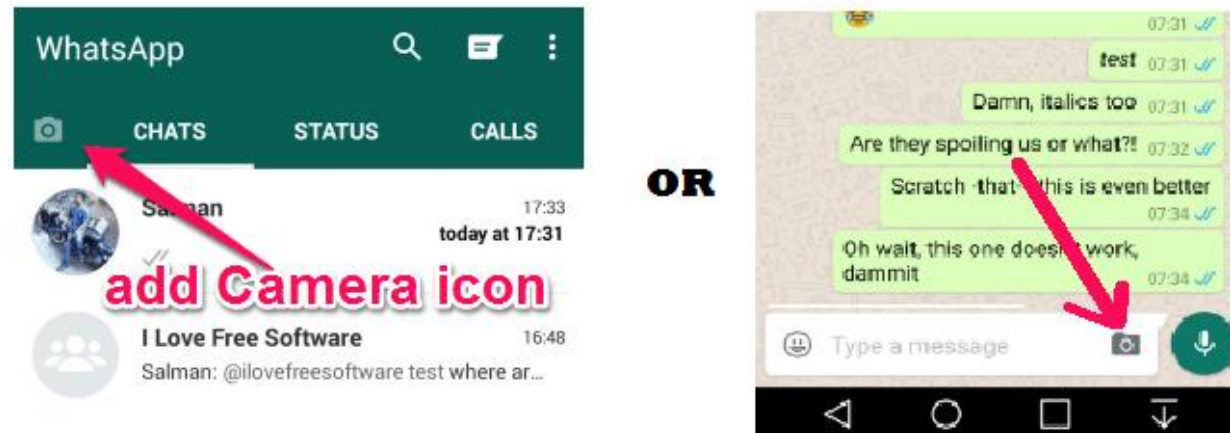 WhatsApp
CHATS STATUS CALLS
Salman 17:33
today at 17:31
add Camera icon
I Love Free Software 16:48
Salman: @ilovefreesoftware test where ar...
OR
07:31
test 07:31
Damn, italics too 07:31
Are they spoiling us or what?! 07:32
Scratch -that- this is even better
07:34
Oh wait, this one doesn't work,
dammit 07:34
Type a message